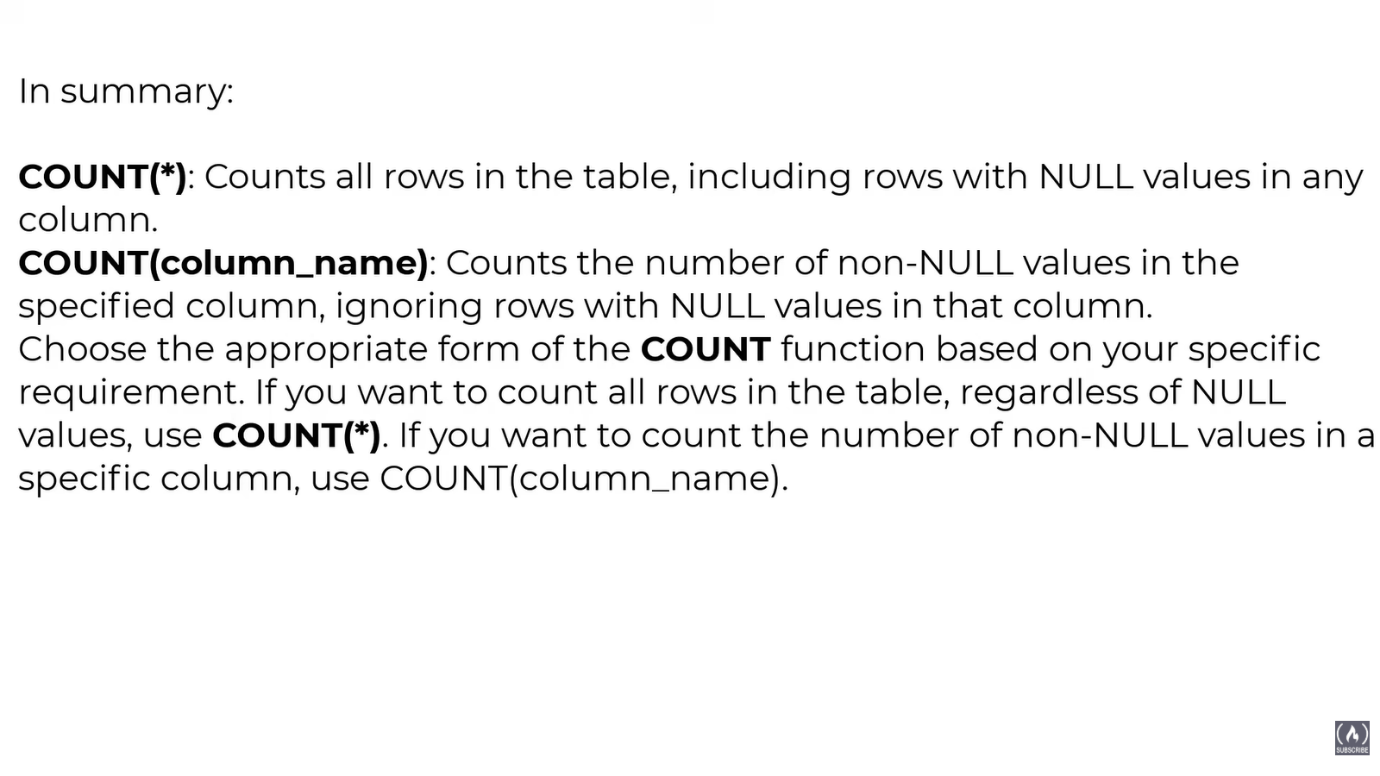 In summary:
COUNT(*): Counts all rows in the table, including rows with NULL values in any
column.
COUNT(column_name): Counts the number of non-NULL values in the
specified column, ignoring rows with NULL values in that column.
Choose the appropriate form of the COUNT function based on your specific
requirement. If you want to count all rows in the table, regardless of NULL
values, use COUNT(*). If you want to count the number of non-NULL values in a
specific column, use COUNT(column_name).
SUBSCRIBE